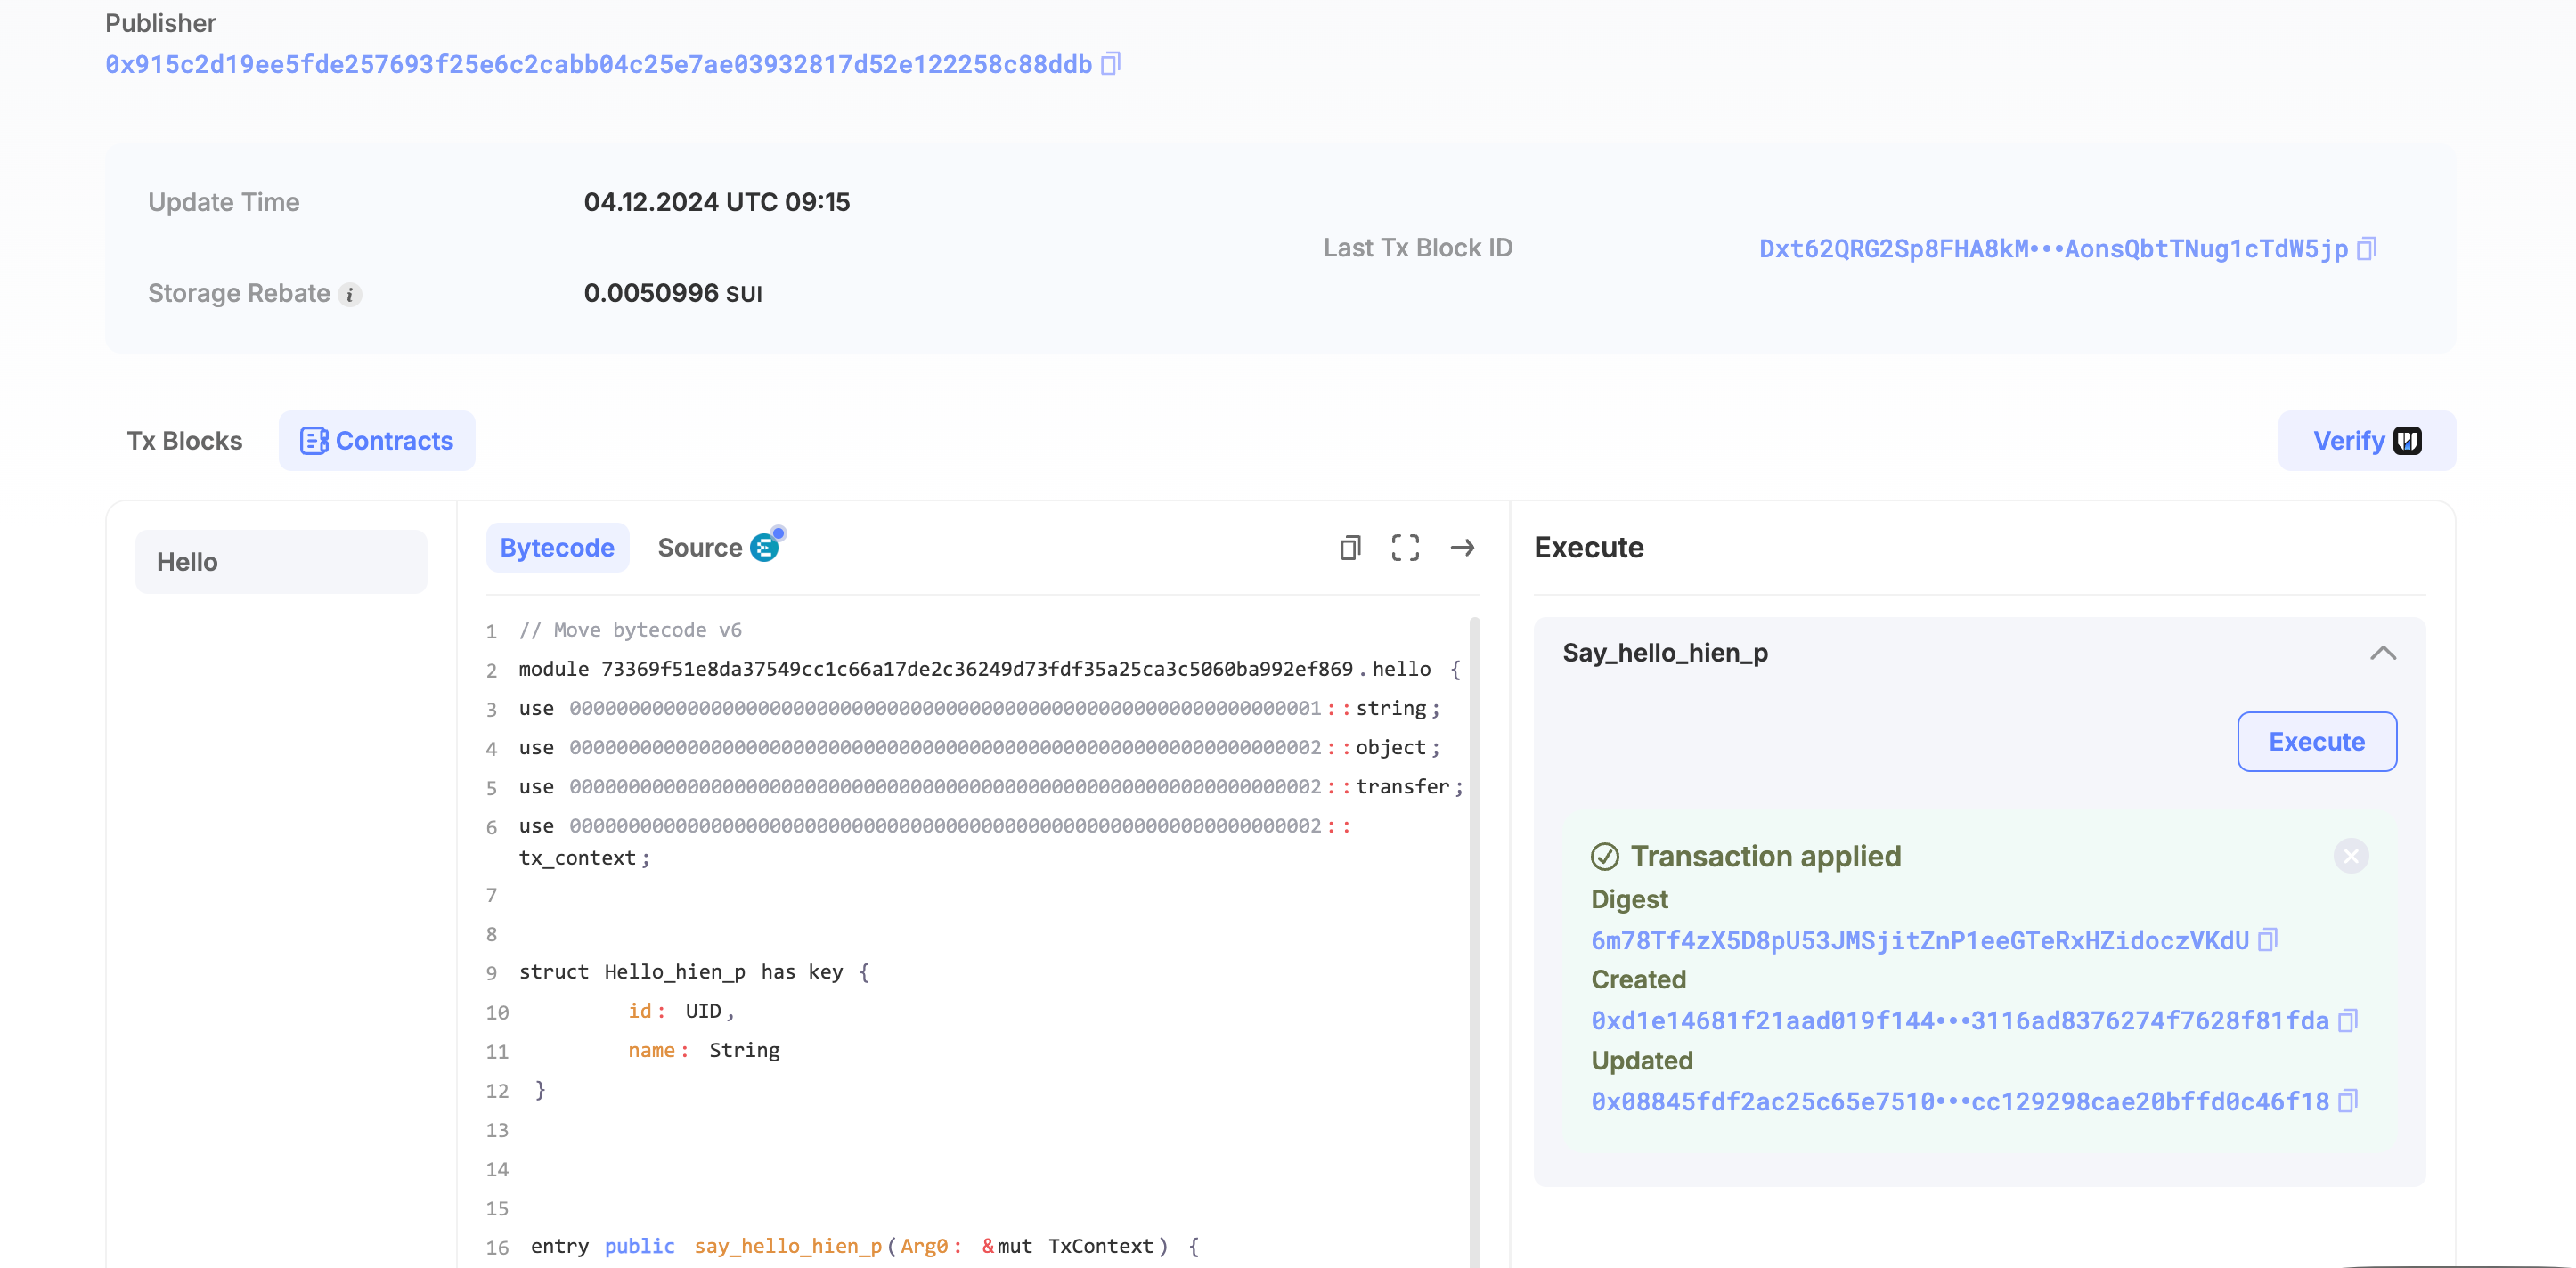 Publisher
0x915c2d19ee5fde257693f25e6c2cabb04c25e7ae03932817d52e122258c88ddb
Update Time
04.12.2024 UTC 09:15
Storage Rebate i
0.0050996 SUI
Last Tx Block ID
Dxt62QRG2Sp8FHA8kM•••AonsQbtTNug1cTdW5jp
Tx Blocks
Contracts
Verify
Hello
Bytecode
Source
1 // Move bytecode v6
2 module 73369f51e8da37549cc1c66a17de2c36249d73fdf35a25ca3c5060ba992ef869.hello {
3 use 0000000000000000000000000000000000000000000000000000000000000001::string;
4 use 0000000000000000000000000000000000000000000000000000000000000002::object;
5 use 0000000000000000000000000000000000000000000000000000000000000002::transfer;
6 use 0000000000000000000000000000000000000000000000000000000000000002::
tx_context;
7
8
9 struct Hello_hien_p has key {
10 id: UID,
11 name: String
12 }
13
14
15
16 entry public say_hello_hien_p(Arg0: &mut TxContext) {
Execute
Say_hello_hien_p
Execute
Transaction applied
Digest
6m78Tf4zX5D8pU53JMSjitZnP1eeGTeRxHZidoczVKdU
Created
0xd1e14681f21aad019f144•••3116ad8376274f7628f81fda
Updated
0x08845fdf2ac25c65e7510•••cc129298cae20bffd0c46f18